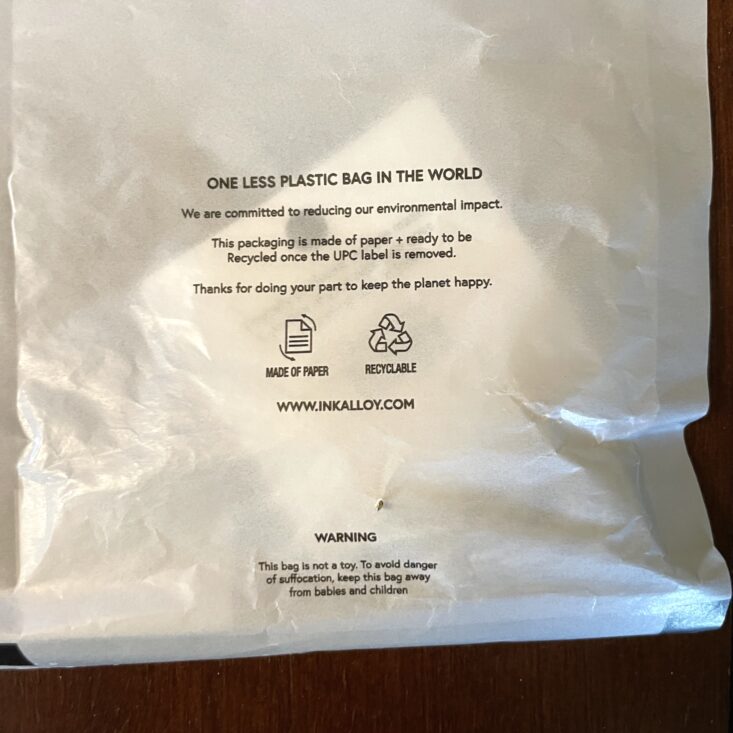 ONE LESS PLASTIC BAG IN THE WORLD
We are committed to reducing our environmental impact.
This packaging is made of paper + ready to be
Recycled once the UPC label is removed.
Thanks for doing your part to keep the planet happy.
MADE OF PAPER
RECYCLABLE
WWW.INKALLOY.COM
WARNING
This bag is not a toy. To avoid danger
of suffocation, keep this bag away
from babies and children